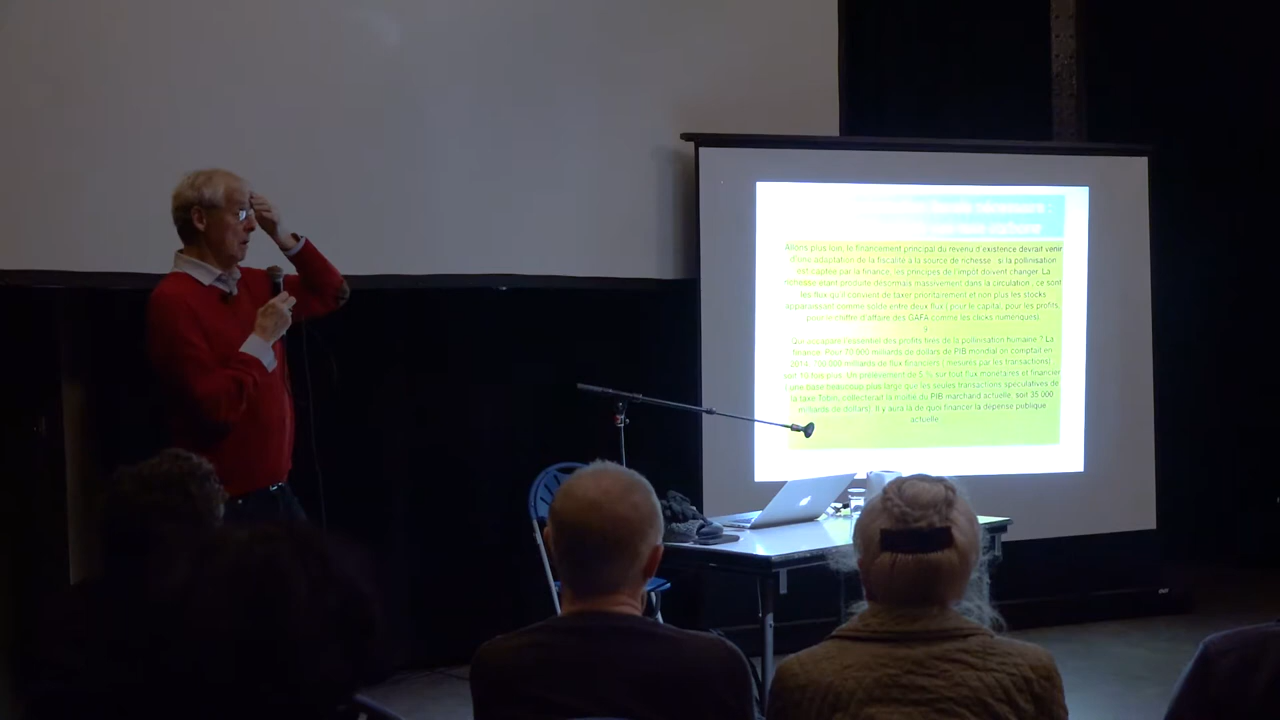 Allons plus loin, le financement principal du revenu d'existence devrait venir
d'une adaptation de la fiscalité à la source de richesse : si la pollinisation
est captée par la finance, les principes de l'impôt doivent changer. La
richesse étant produite désormais massivement dans la circulation, ce sont
les flux qu'il convient de taxer prioritairement et non plus les stocks
apparaissant comme solde entre deux flux ( pour le capital, pour les profits,
pour le chiffre d'affaire des GAFA comme les clicks numériques).
Qui accapare l'essentiel des profits tirés de la pollinisation humaine ? La
finance. Pour 70.000 milliards de dollars de PIB mondial on comptait en
2014, 700.000 milliards de flux financiers ( mesurés par les transactions)
soit 10 fois plus. Un prélèvement de 5 % sur tout flux monétaires et financier
( une base beaucoup plus large que les seules transactions spéculatives de
la taxe Tobin, collecterait la moitié du PIB marchand actuelle, soit 35 000
milliards de dollars). Il y aura là de quoi financer la dépense publique
actuelle